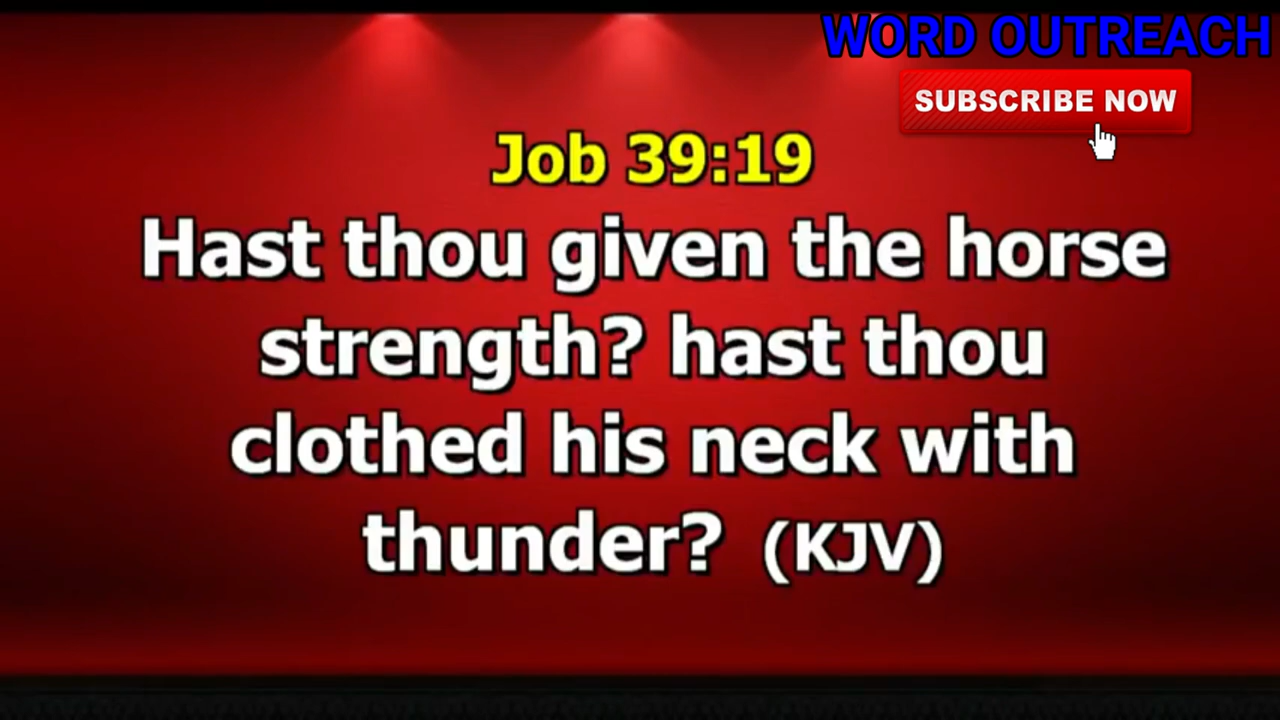 WORD OUTREACH
SUBSCRIBE NOW
Job 39:19
Hast thou given the horse
strength? hast thou
clothed his neck with
thunder? (KJV)